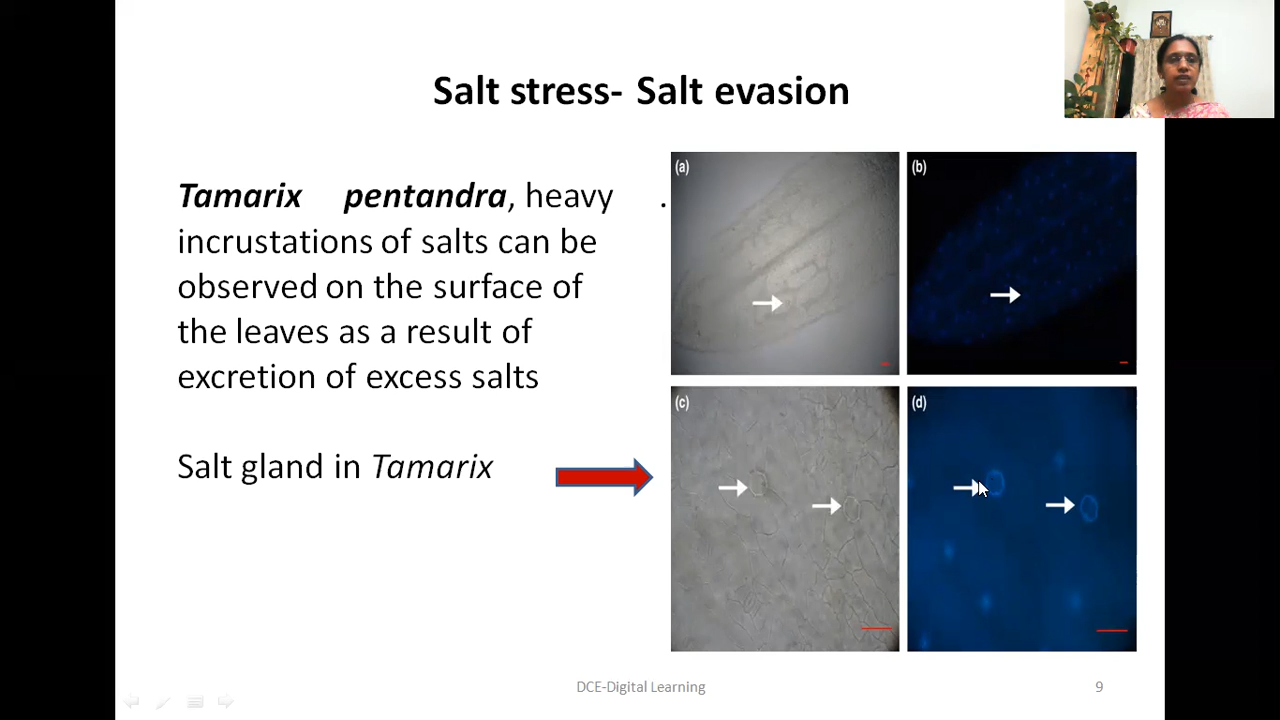 Salt stress- Salt evasion
Tamarix pentandra, heavy .
incrustations of salts can be
observed on the surface of
the leaves as a result of
excretion of excess salts
Salt gland in Tamarix
(a)
(b)
(c)
(d)
DCE-Digital Learning
9